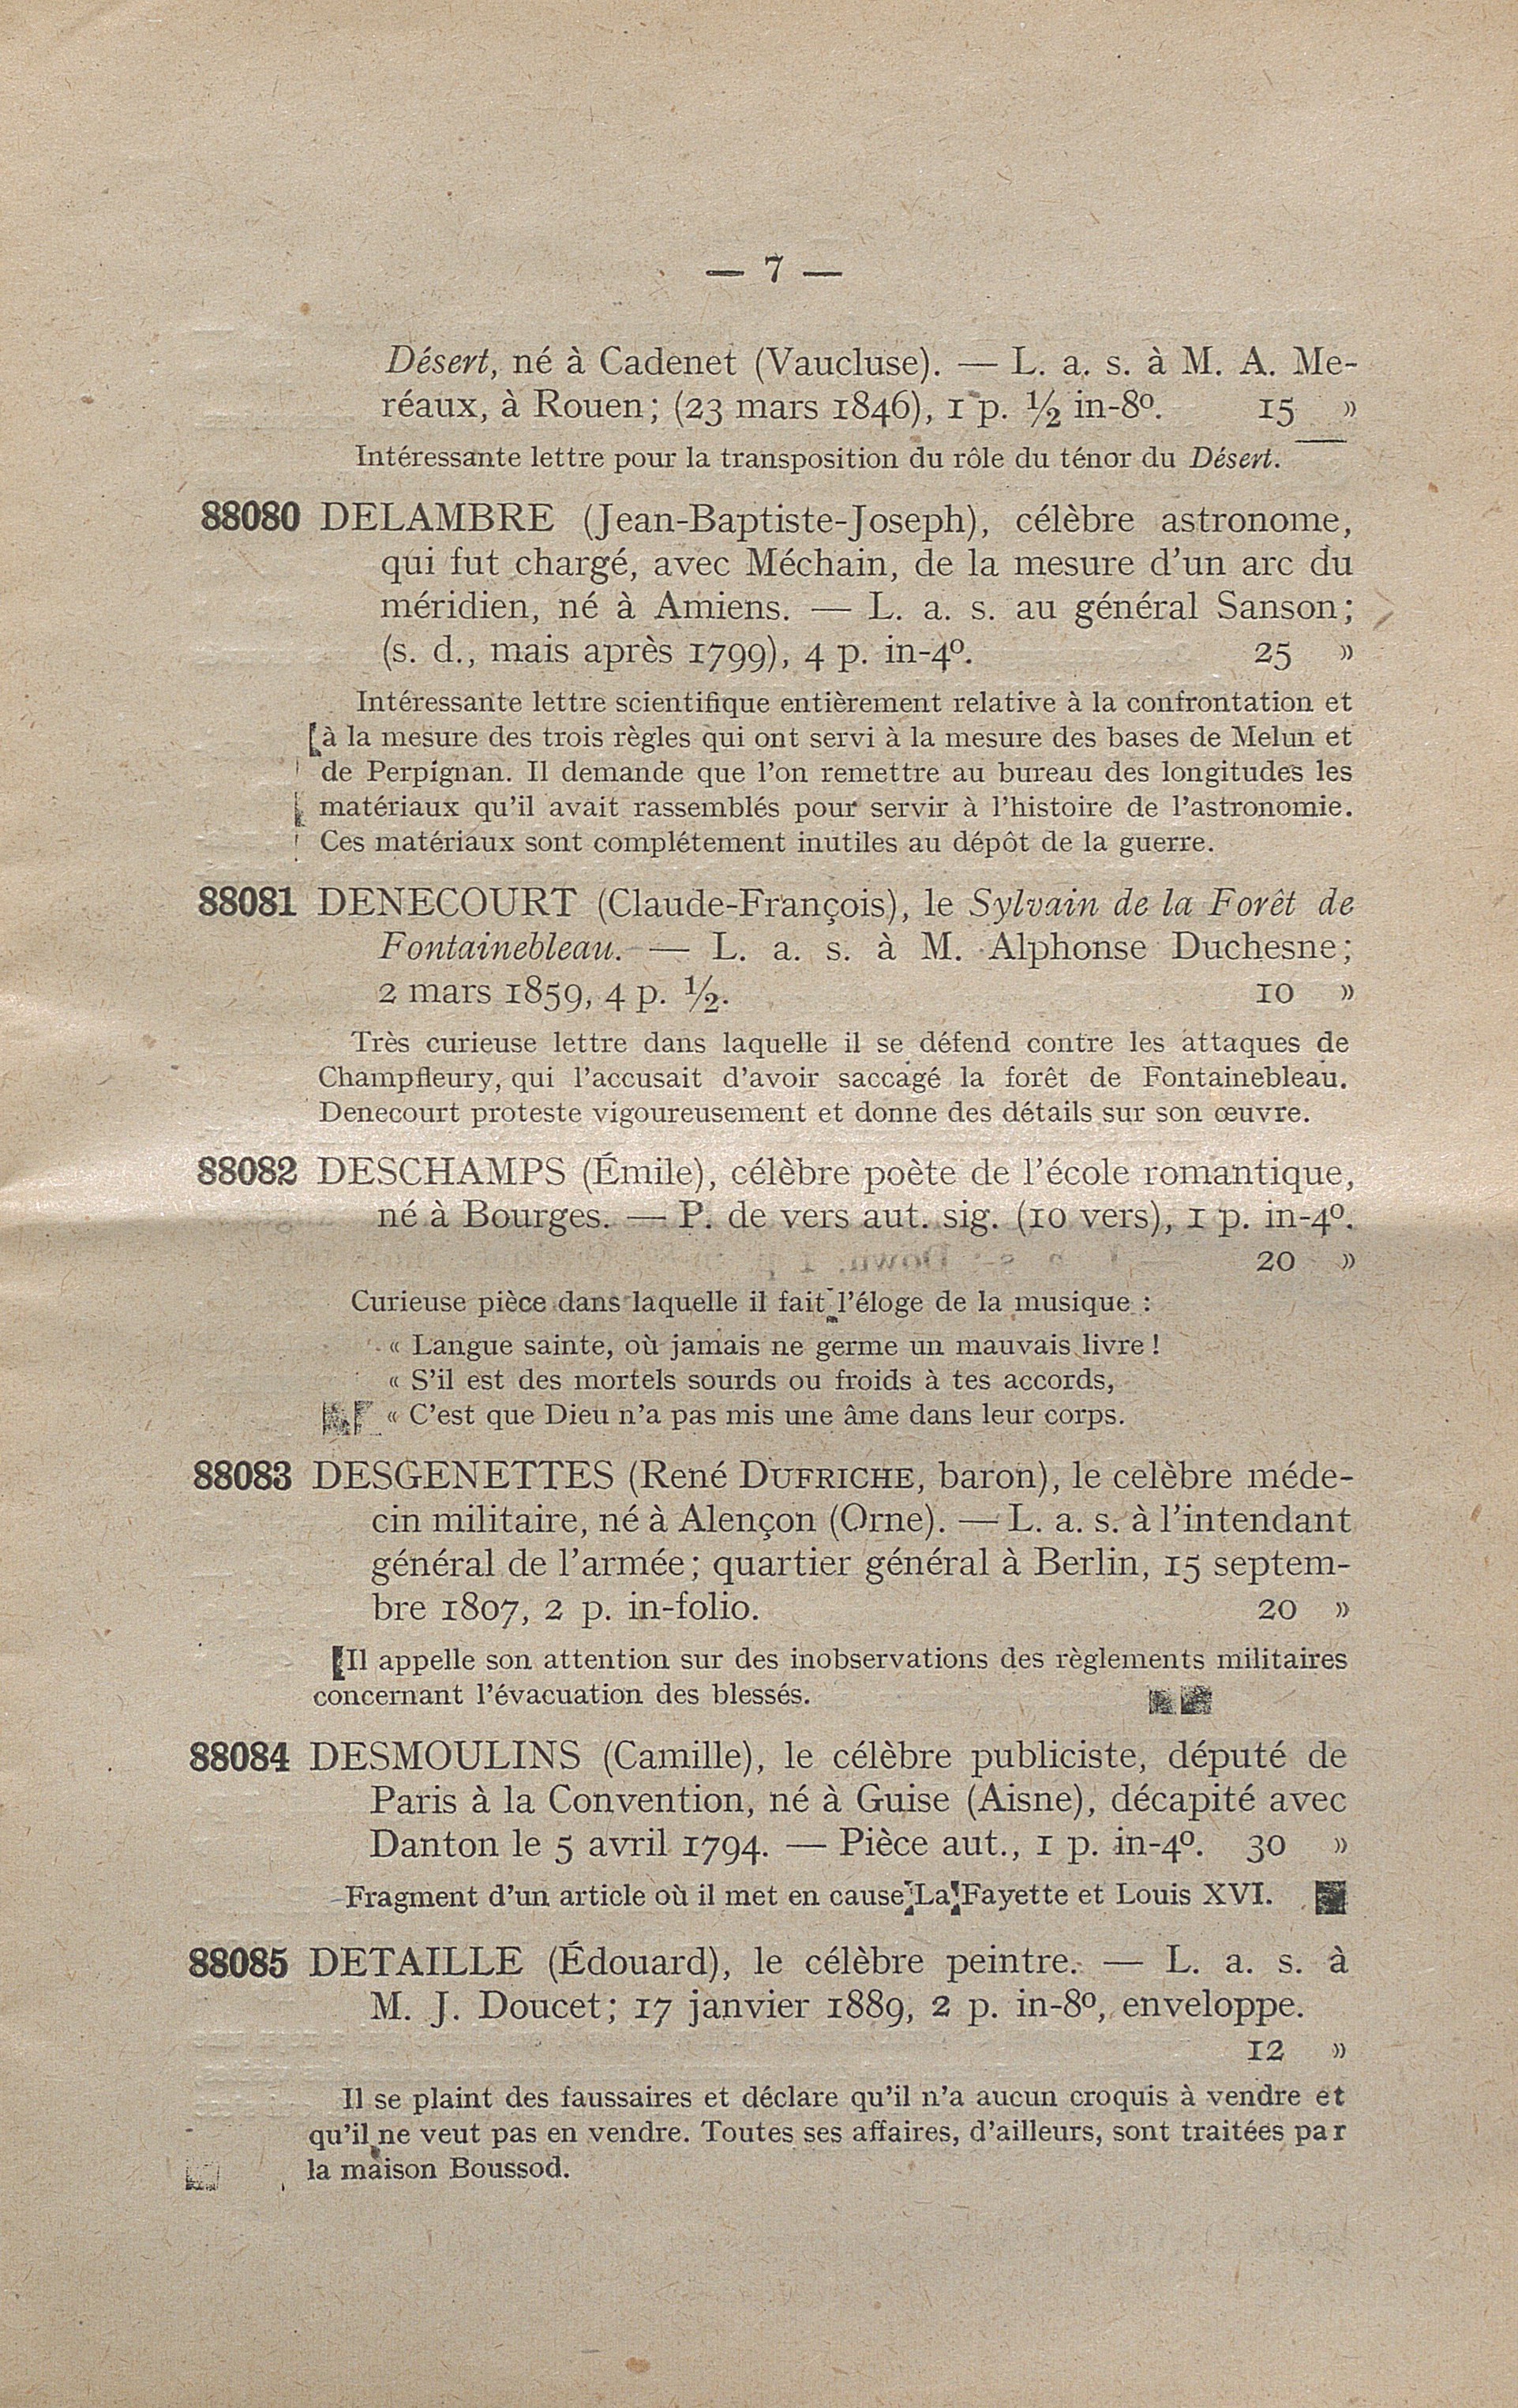 — 7 —
Désert, né à Cadenet (Vaucluse). — L. a. s. à M. A. Me-
réaux, à Rouen; (23 mars 1846), 1 p. ½ in-8º. 15 »
Intéressante lettre pour la transposition du rôle du ténor du Désert.
88080 DELAMBRE (Jean-Baptiste-Joseph), célèbre astronome,
qui fut chargé, avec Méchain, de la mesure d'un arc du
méridien, né à Amiens. — L. a. s. au général Sanson;
(s. d., mais après 1799), 4 p. in-4º. 25 »
Intéressante lettre scientifique entièrement relative à la confrontation et
à la mesure des trois règles qui ont servi à la mesure des bases de Melun et
de Perpignan. Il demande que l'on remettre au bureau des longitudes les
matériaux qu'il avait rassemblés pour servir à l'histoire de l'astronomie.
Ces matériaux sont complétement inutiles au dépôt de la guerre.
88081 DENECOURT (Claude-François), le Sylvain de la Forêt de
Fontainebleau. — L. a. s. à M. Alphonse Duchesne;
2 mars 1859, 4 p. ½. 10 »
Très curieuse lettre dans laquelle il se défend contre les attaques de
Champfleury, qui l'accusait d'avoir saccagé la forêt de Fontainebleau.
Denecourt proteste vigoureusement et donne des détails sur son œuvre.
88082 DESCHAMPS (Émile), célèbre poète de l'école romantique,
né à Bourges. — P. de vers aut. sig. (10 vers), 1 p. in-4º.
20 »
Curieuse pièce dans laquelle il fait l'éloge de la musique :
« Langue sainte, où jamais ne germe un mauvais livre !
« S'il est des mortels sourds ou froids à tes accords,
« C'est que Dieu n'a pas mis une âme dans leur corps.
88083 DESGENETTES (René DUFRICHE, baron), le celèbre méde-
cin militaire, né à Alençon (Orne). — L. a. s. à l'intendant
général de l'armée; quartier général à Berlin, 15 septem-
bre 1807, 2 p. in-folio. 20 »
Il appelle son attention sur des inobservations des règlements militaires
concernant l'évacuation des blessés.
88084 DESMOULINS (Camille), le célèbre publiciste, député de
Paris à la Convention, né à Guise (Aisne), décapité avec
Danton le 5 avril 1794. — Pièce aut., 1 p. in-4º. 30 »
Fragment d'un article où il met en cause La Fayette et Louis XVI.
88085 DETAILLE (Édouard), le célèbre peintre. — L. a. s. à
M. J. Doucet; 17 janvier 1889, 2 p. in-8º, enveloppe.
12 »
Il se plaint des faussaires et déclare qu'il n'a aucun croquis à vendre et
qu'il ne veut pas en vendre. Toutes ses affaires, d'ailleurs, sont traitées par
la maison Boussod.